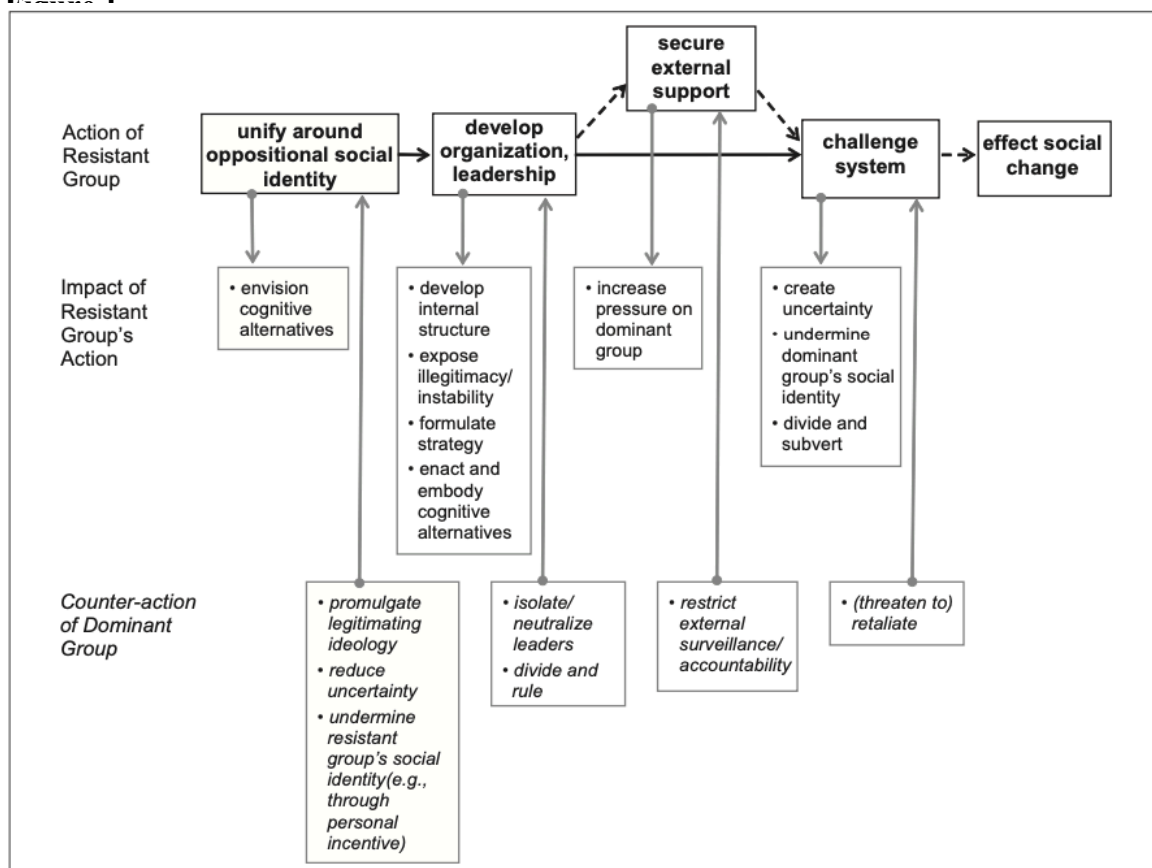 secure
external
support
Action of
Resistant
Group
unify around
oppositional social
identity
develop
organization,
leadership
challenge
system
effect social
change
Impact of
Resistant
Group's
Action
• envision
cognitive
alternatives
• develop
internal
structure
• expose
illegitimacy/
instability
• formulate
strategy
• enact and
embody
cognitive
alternatives
• increase
pressure on
dominant
group
• create
uncertainty
• undermine
dominant
group's social
identity
• divide and
subvert
Counter-action
of Dominant
Group
• promulgate
legitimating
ideology
• reduce
uncertainty
• undermine
resistant
group's social
identity(e.g.,
through
personal
incentive)
• isolate/
neutralize
leaders
• divide and
rule
• restrict
external
surveillance/
accountability
• (threaten to)
retaliate